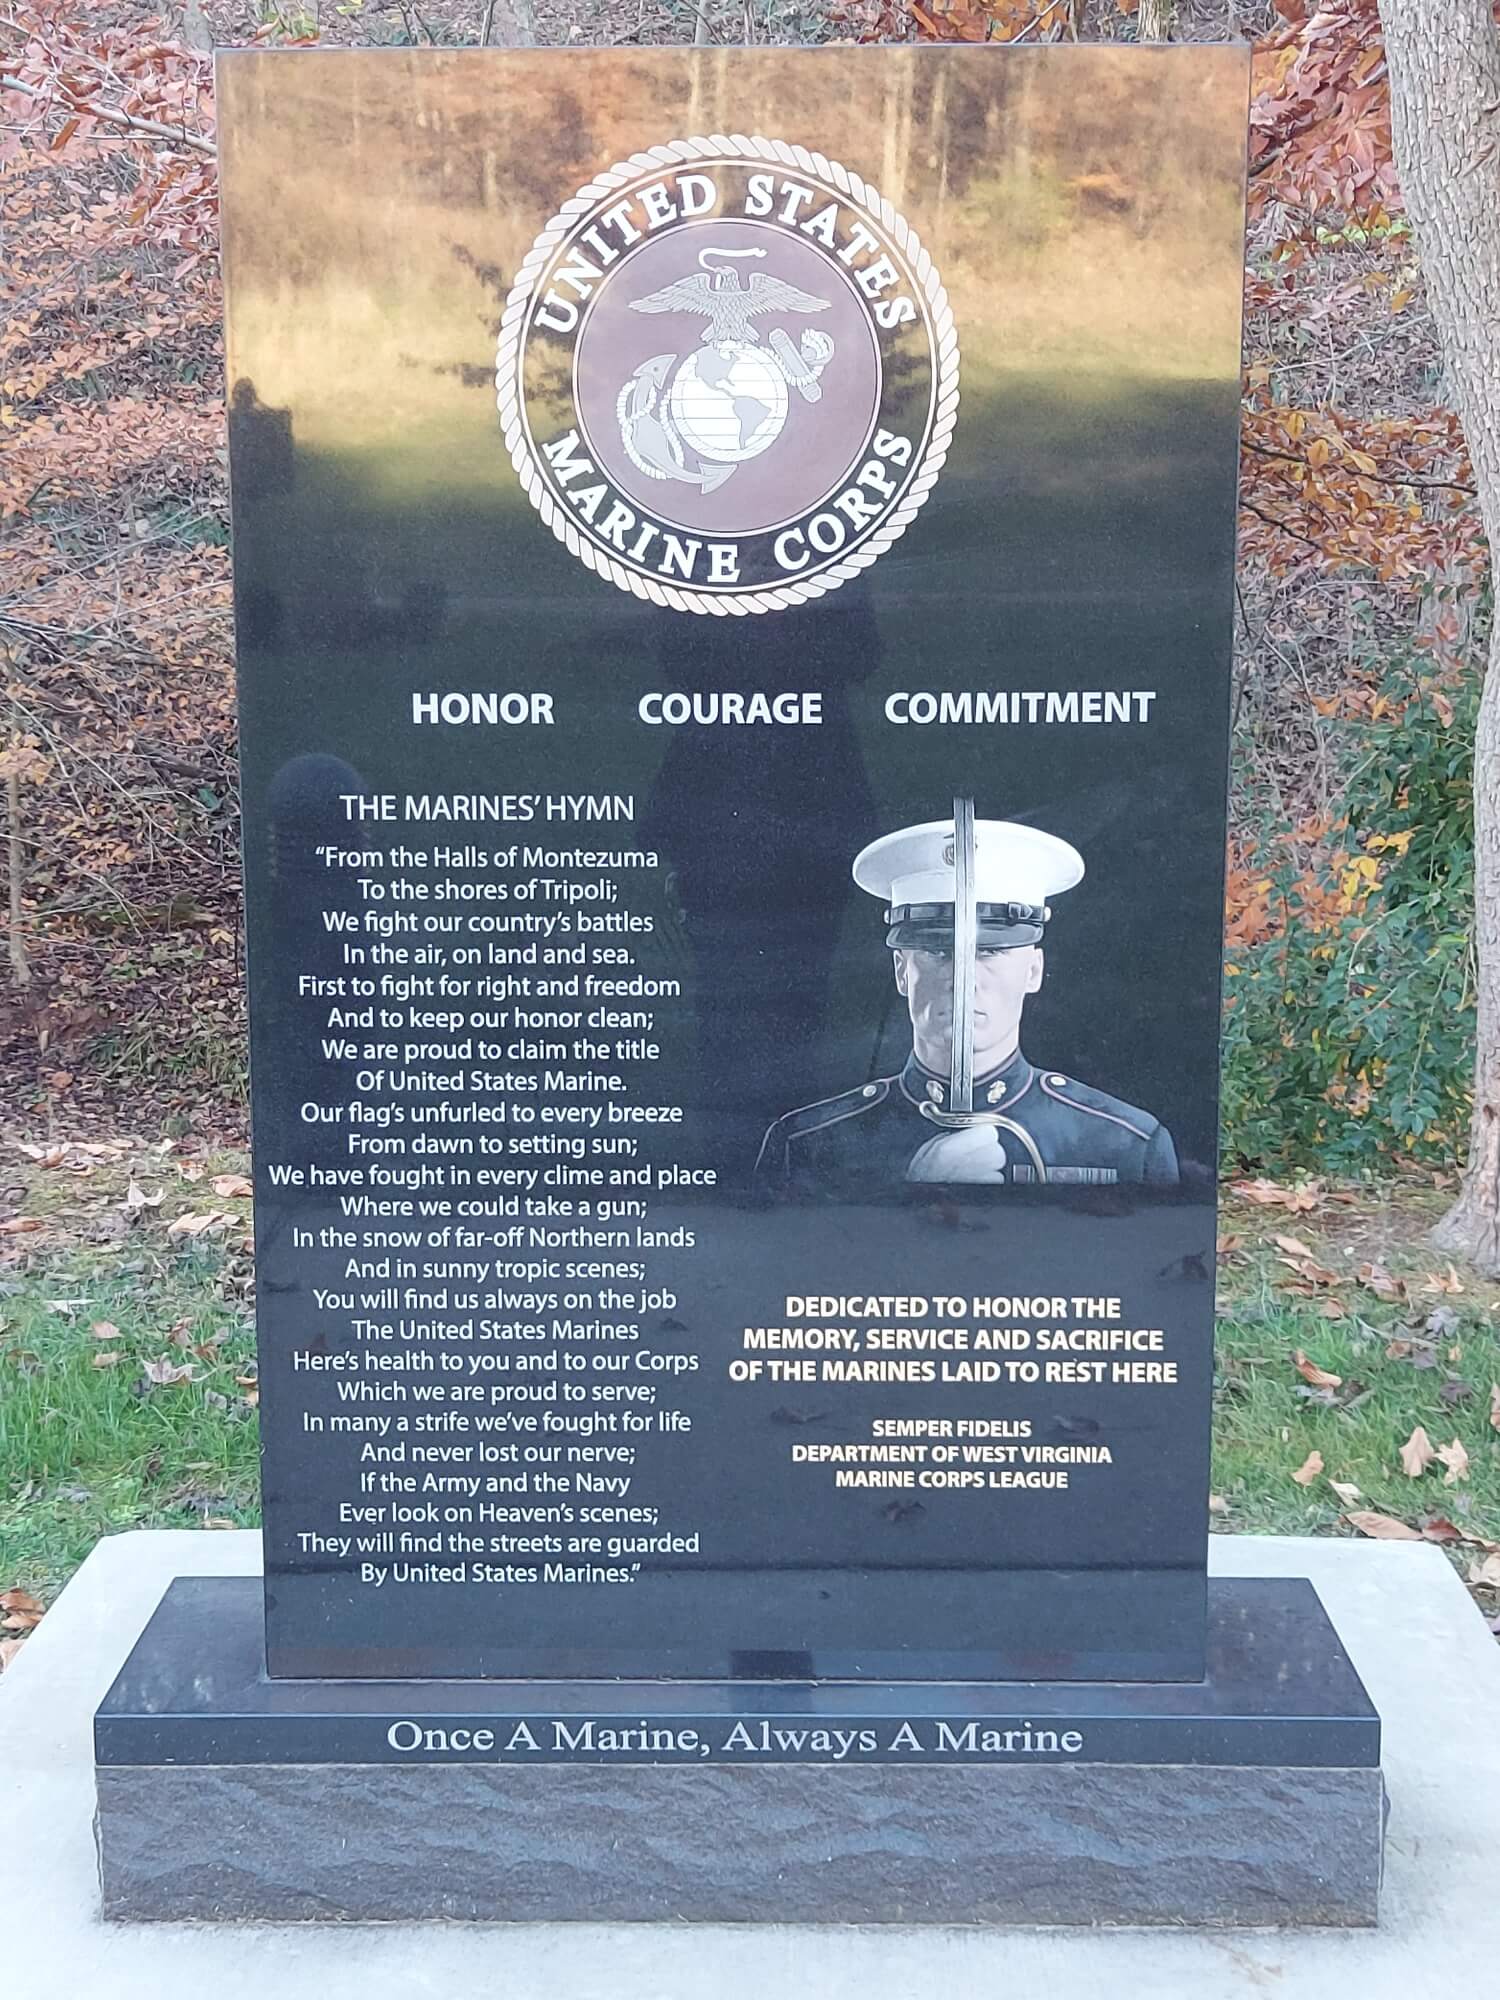 UNITED STATES
MARINE CORPS
HONOR COURAGE COMMITMENT
THE MARINES' HYMN
“From the Halls of Montezuma
To the shores of Tripoli;
We fight our country's battles
In the air, on land and sea.
First to fight for right and freedom
And to keep our honor clean;
We are proud to claim the title
Of United States Marine.
Our flag's unfurled to every breeze
From dawn to setting sun;
We have fought in every clime and place
Where we could take a gun;
In the snow of far-off Northern lands
And in sunny tropic scenes;
You will find us always on the job
The United States Marines
Here's health to you and to our Corps
Which we are proud to serve;
In many a strife we've fought for life
And never lost our nerve;
If the Army and the Navy
Ever look on Heaven's scenes;
They will find the streets are guarded
By United States Marines.”
DEDICATED TO HONOR THE
MEMORY, SERVICE AND SACRIFICE
OF THE MARINES LAID TO REST HERE
SEMPER FIDELIS
DEPARTMENT OF WEST VIRGINIA
MARINE CORPS LEAGUE
Once A Marine, Always A Marine